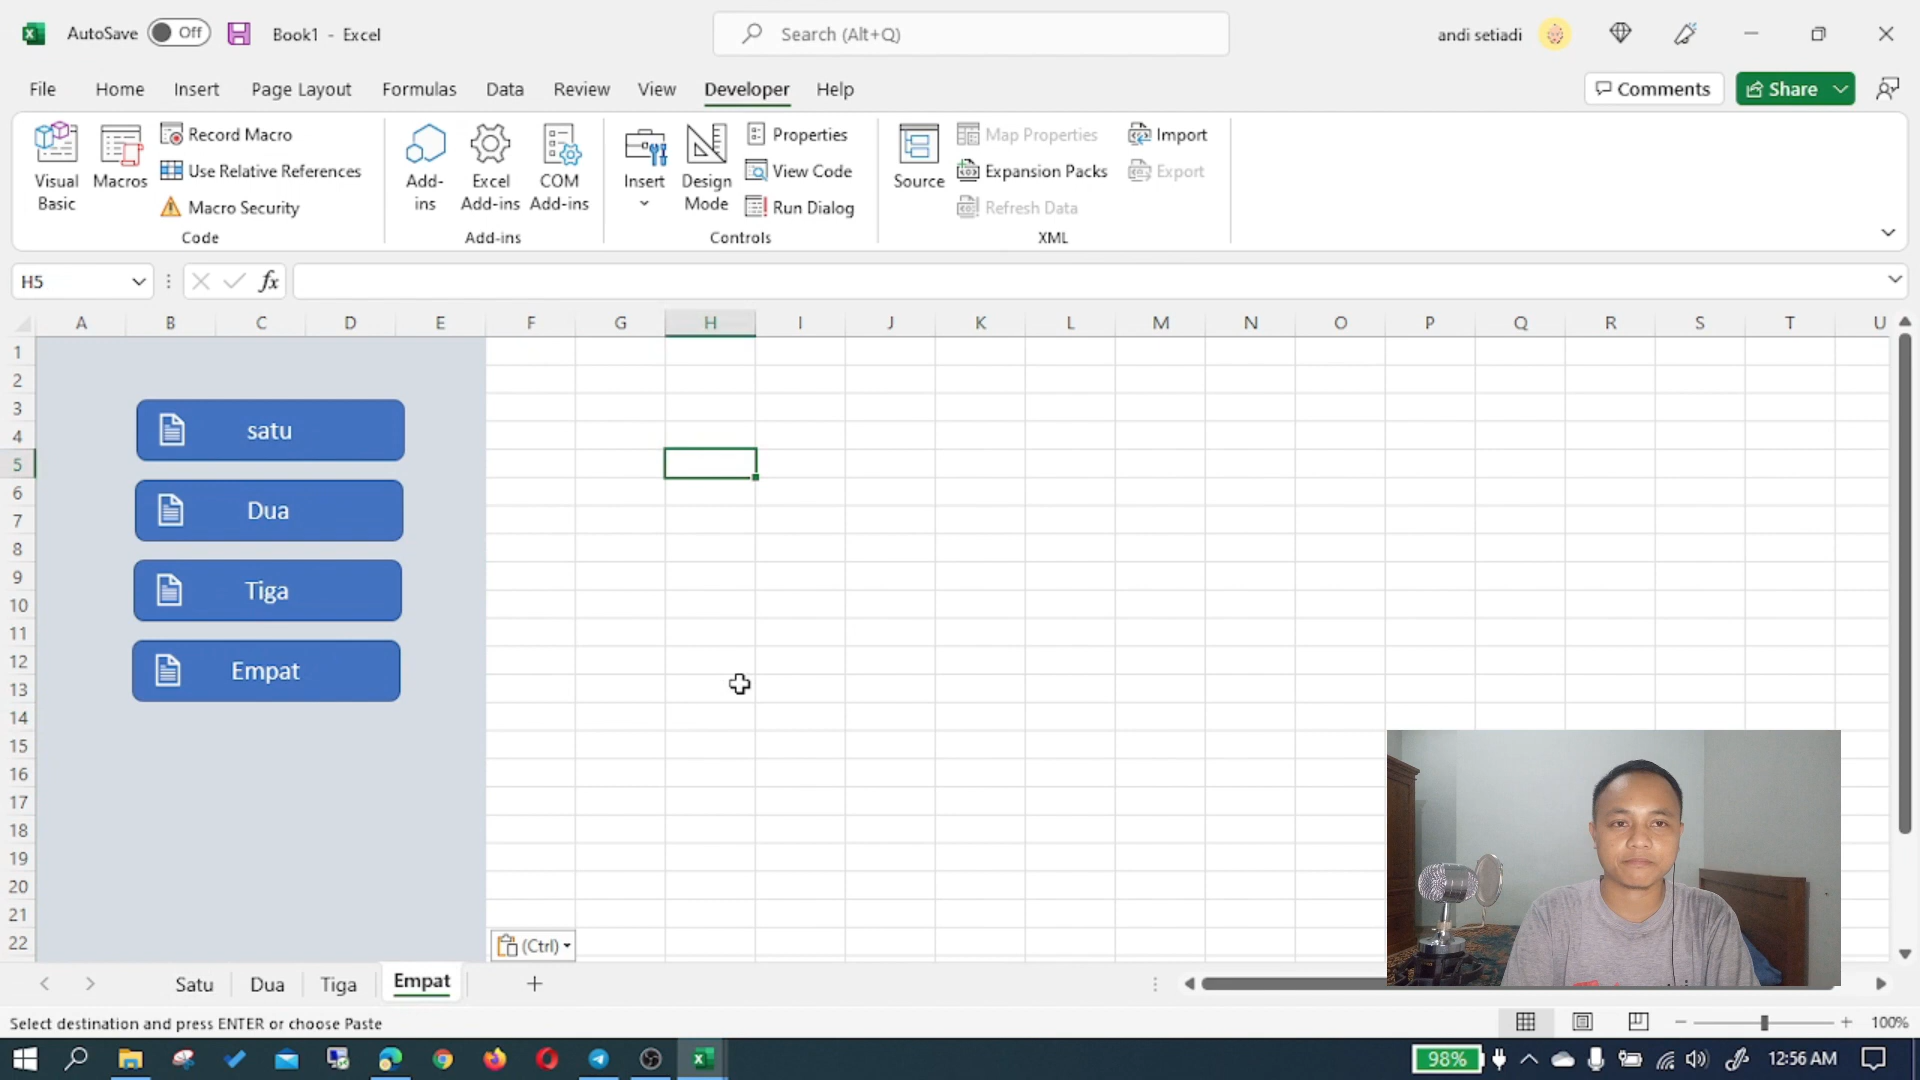 AutoSave Off Book1 - Excel Search (Alt+Q) andi setiadi
File Home Insert Page Layout Formulas Data Review View Developer Help Comments Share
Visual Basic
Macros
Record Macro
Use Relative References
Macro Security
Code
Add-ins
Excel Add-ins
COM Add-ins
Add-ins
Insert
Design Mode
Properties
View Code
Run Dialog
Controls
Source
Map Properties
Expansion Packs
Refresh Data
Import
Export
XML
H5 fx
A B C D E F G H I J K L M N O P Q R S T U
1
2
3
4
5
6
7
8
9
10
11
12
13
14
15
16
17
18
19
20
21
22
satu
Dua
Tiga
Empat
(Ctrl)
Satu Dua Tiga Empat
Select destination and press ENTER or choose Paste 100%
98% 12:56 AM